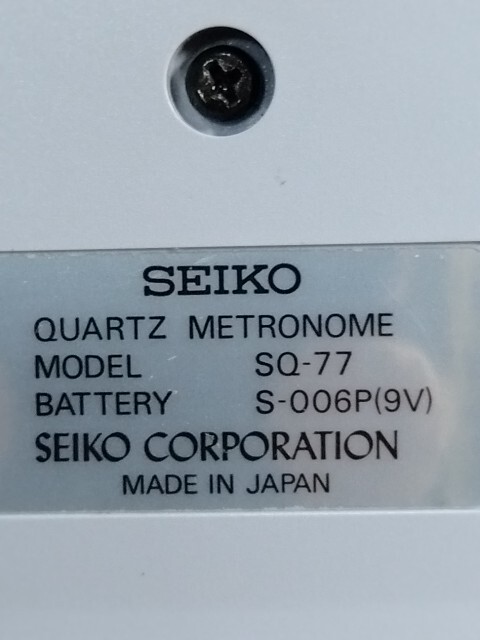 SEIKO
QUARTZ METRONOME
MODEL SQ-77
BATTERY S-006P(9V)
SEIKO CORPORATION
MADE IN JAPAN